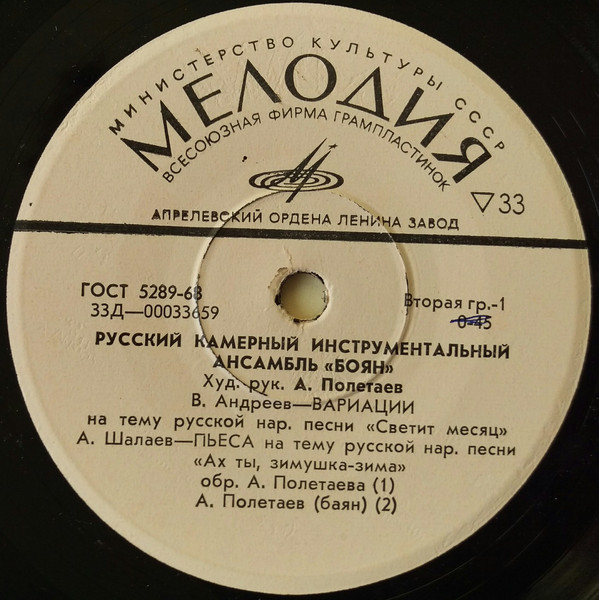 МИНИСТЕРСТВО КУЛЬТУРЫ СССР
МЕЛОДИЯ
ВСЕСОЮЗНАЯ ФИРМА ГРАМПЛАСТИНОК
▽33
АПРЕЛЕВСКИЙ ОРДЕНА ЛЕНИНА ЗАВОД
ГОСТ 5289-68
33Д—00033659
Вторая гр.-1
0-45
РУССКИЙ КАМЕРНЫЙ ИНСТРУМЕНТАЛЬНЫЙ
АНСАМБЛЬ «БОЯН»
Худ. рук. А. Полетаев
В. Андреев—ВАРИАЦИИ
на тему русской нар. песни «Светит месяц»
А. Шалаев—ПЬЕСА на тему русской нар. песни
«Ах ты, зимушка-зима»
обр. А. Полетаева (1)
А. Полетаев (баян) (2)